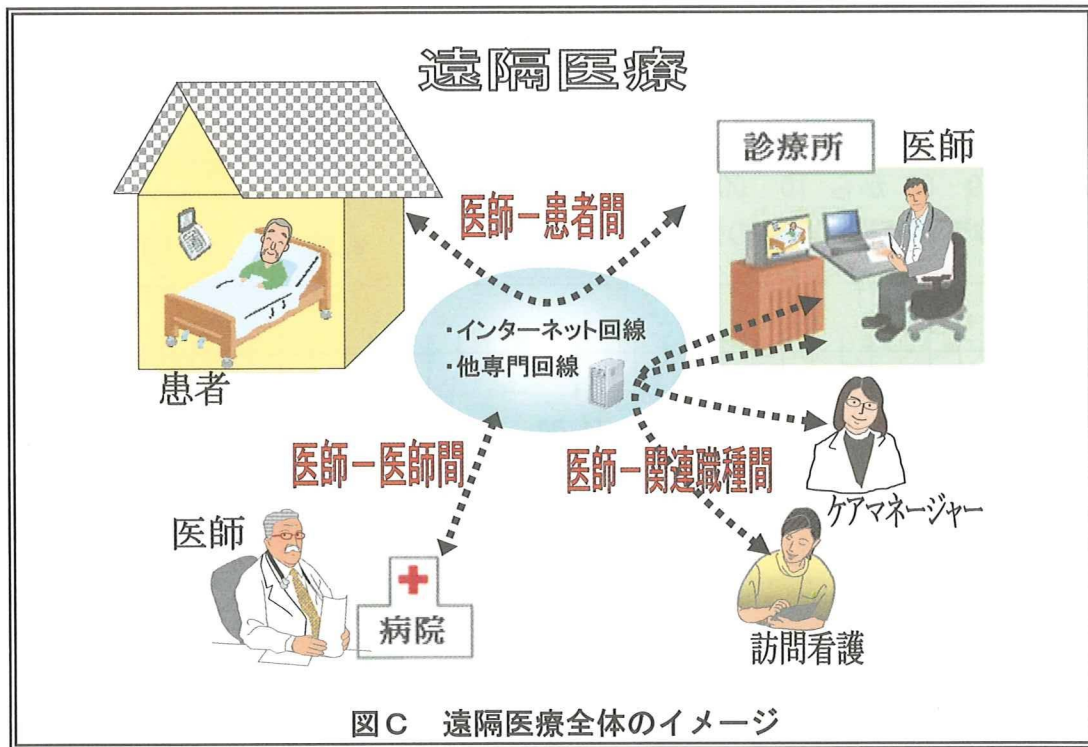 遠隔医療
診療所
医師
医師ー患者間
・インターネット回線
・他専門回線
患者
医師ー医師間
医師ー関連職種間
ケアマネージャー
医師
病院
訪問看護
図C 遠隔医療全体のイメージ